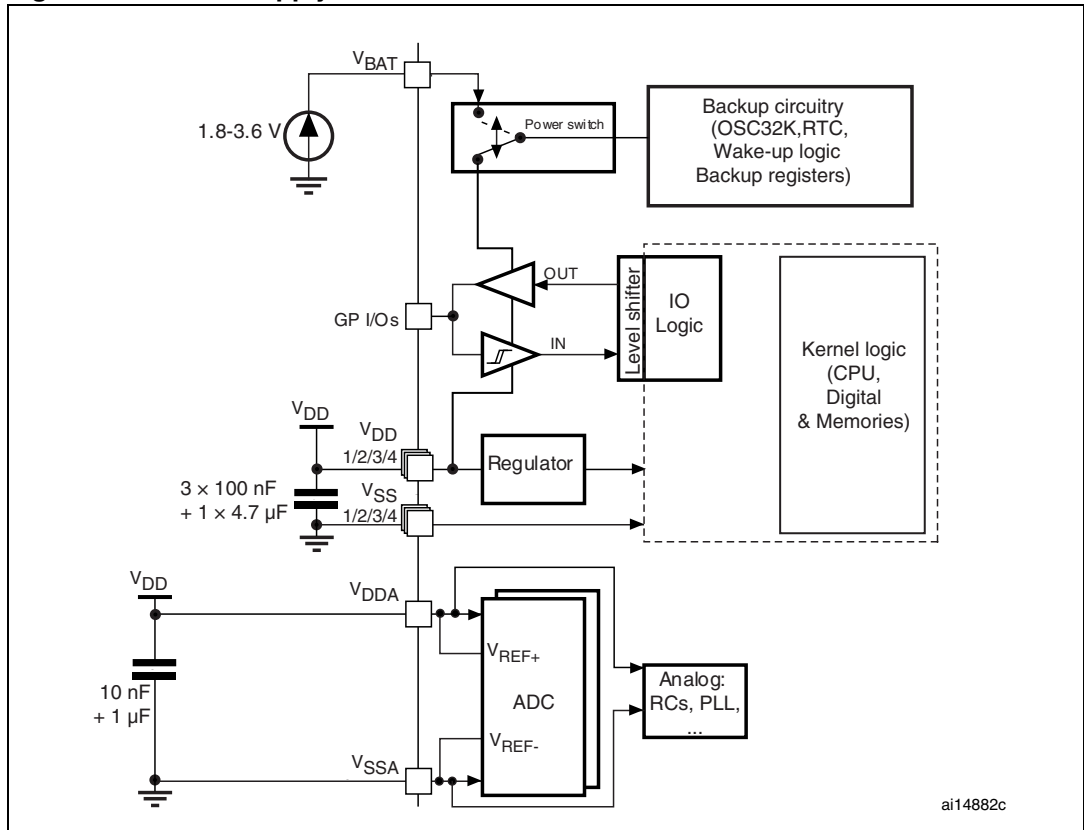 VBAT
1.8-3.6 V
Power switch
Backup circuitry
(OSC32K,RTC,
Wake-up logic
Backup registers)
GP I/Os
OUT
IN
Level shifter
IO
Logic
Kernel logic
(CPU,
Digital
& Memories)
VDD
VDD
1/2/3/4
Regulator
3 × 100 nF
+ 1 × 4.7 µF
VSS
1/2/3/4
VDD
VDDA
10 nF
+ 1 µF
VREF+
ADC
VREF-
Analog:
RCs, PLL,
...
VSSA
ai14882c